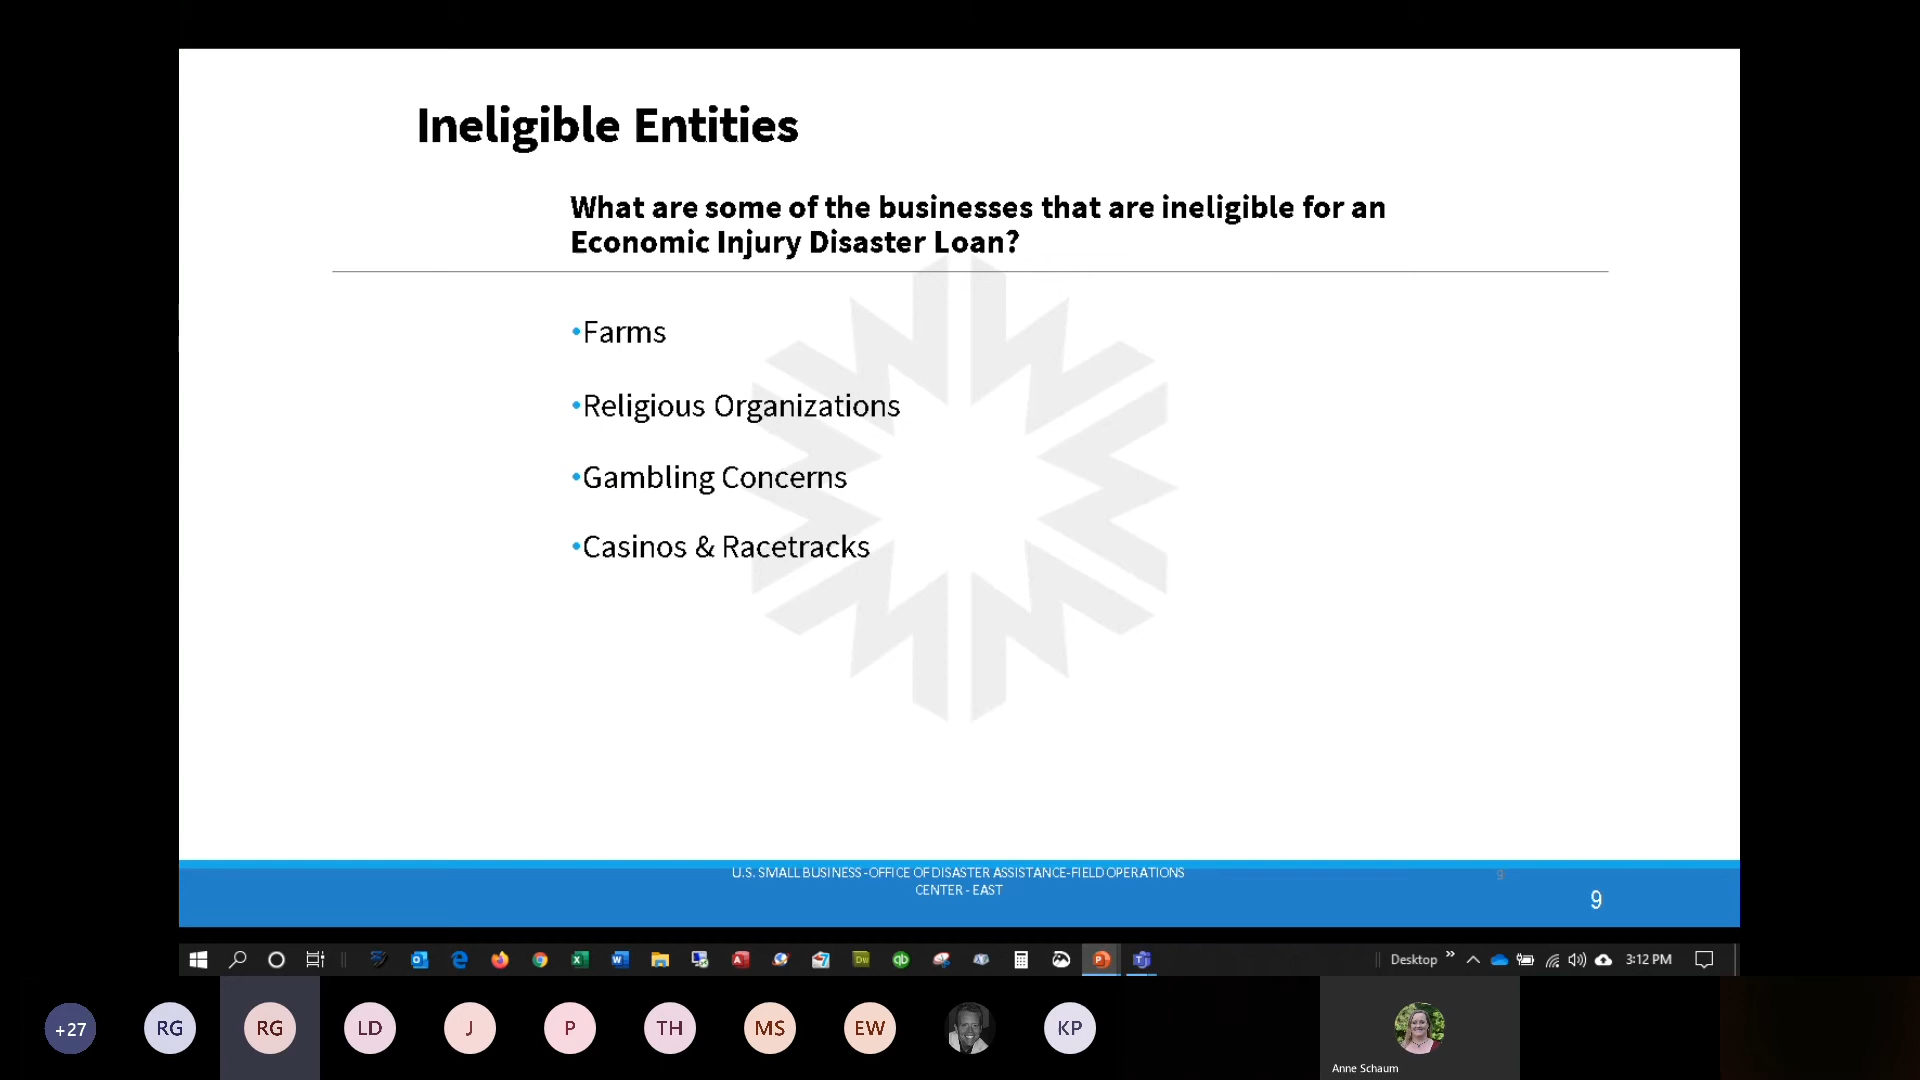 Ineligible Entities
What are some of the businesses that are ineligible for an
Economic Injury Disaster Loan?
•Farms
•Religious Organizations
•Gambling Concerns
•Casinos & Racetracks
U.S. SMALL BUSINESS -OFFICE OF DISASTER ASSISTANCE-FIELD OPERATIONS
CENTER - EAST
9
9
Desktop
3:12 PM
+27
RG
RG
LD
J
P
TH
MS
EW
KP
Anne Schaum